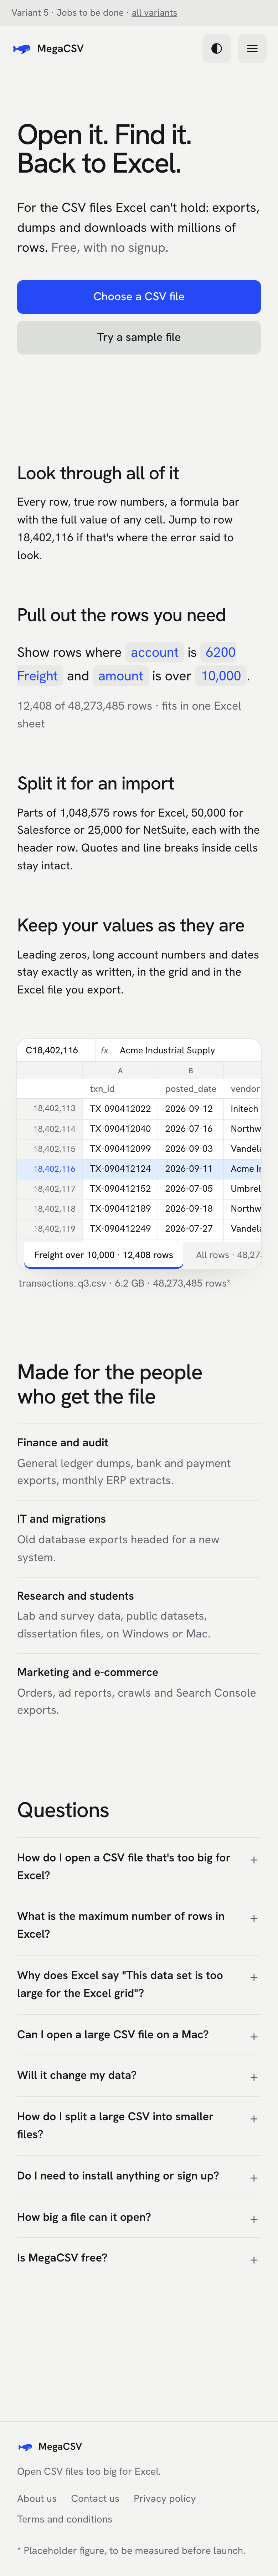 Variant 5 · Jobs to be done · all variants
MegaCSV
Open it. Find it.
Back to Excel.
For the CSV files Excel can't hold: exports,
dumps and downloads with millions of
rows. Free, with no signup.
Choose a CSV file
Try a sample file
Look through all of it
Every row, true row numbers, a formula bar
with the full value of any cell. Jump to row
18,402,116 if that's where the error said to
look.
Pull out the rows you need
Show rows where account is 6200
Freight and amount is over 10,000 .
12,408 of 48,273,485 rows · fits in one Excel
sheet
Split it for an import
Parts of 1,048,575 rows for Excel, 50,000 for
Salesforce or 25,000 for NetSuite, each with the
header row. Quotes and line breaks inside cells
stay intact.
Keep your values as they are
Leading zeros, long account numbers and dates
stay exactly as written, in the grid and in the
Excel file you export.
C18,402,116 fx Acme Industrial Supply
A B
txn_id posted_date vendor
18,402,113 TX-090412022 2026-09-12 Initech
18,402,114 TX-090412040 2026-07-16 Northw
18,402,115 TX-090412099 2026-09-03 Vandela
18,402,116 TX-090412124 2026-09-11 Acme In
18,402,117 TX-090412152 2026-07-05 Umbrel
18,402,118 TX-090412189 2026-09-18 Northw
18,402,119 TX-090412249 2026-07-27 Vandela
Freight over 10,000 · 12,408 rows All rows · 48,27
transactions_q3.csv · 6.2 GB · 48,273,485 rows*
Made for the people
who get the file
Finance and audit
General ledger dumps, bank and payment
exports, monthly ERP extracts.
IT and migrations
Old database exports headed for a new
system.
Research and students
Lab and survey data, public datasets,
dissertation files, on Windows or Mac.
Marketing and e-commerce
Orders, ad reports, crawls and Search Console
exports.
Questions
How do I open a CSV file that's too big for
Excel?
What is the maximum number of rows in
Excel?
Why does Excel say "This data set is too
large for the Excel grid"?
Can I open a large CSV file on a Mac?
Will it change my data?
How do I split a large CSV into smaller
files?
Do I need to install anything or sign up?
How big a file can it open?
Is MegaCSV free?
MegaCSV
Open CSV files too big for Excel.
About us Contact us Privacy policy
Terms and conditions
* Placeholder figure, to be measured before launch.